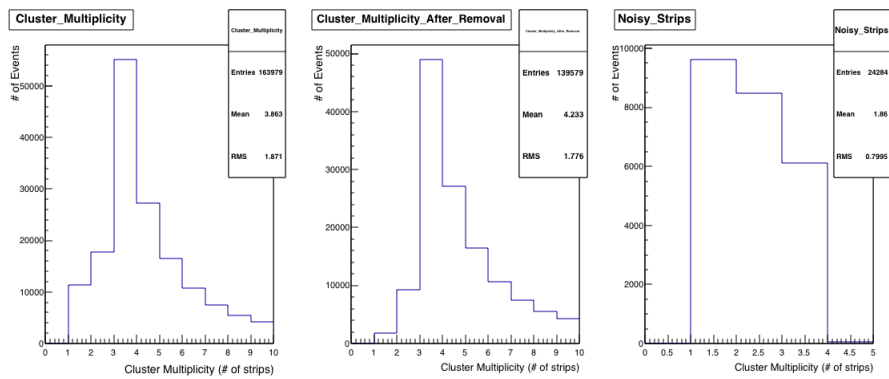 Cluster_Multiplicity
Cluster_Multiplicity
Entries 163979
Mean 3.863
RMS 1.871
# of Events
50000
40000
30000
20000
10000
0
0 1 2 3 4 5 6 7 8 9 10
Cluster Multiplicity (# of strips)
Cluster_Multiplicity_After_Removal
Cluster_Multiplicity_After_Removal
Entries 139579
Mean 4.233
RMS 1.776
# of Events
50000
40000
30000
20000
10000
0
0 1 2 3 4 5 6 7 8 9 10
Cluster Multiplicity (# of strips)
Noisy_Strips
Noisy_Strips
Entries 24284
Mean 1.86
RMS 0.7995
# of Events
10000
8000
6000
4000
2000
0
0 0.5 1 1.5 2 2.5 3 3.5 4 4.5 5
Cluster Multiplicity (# of strips)